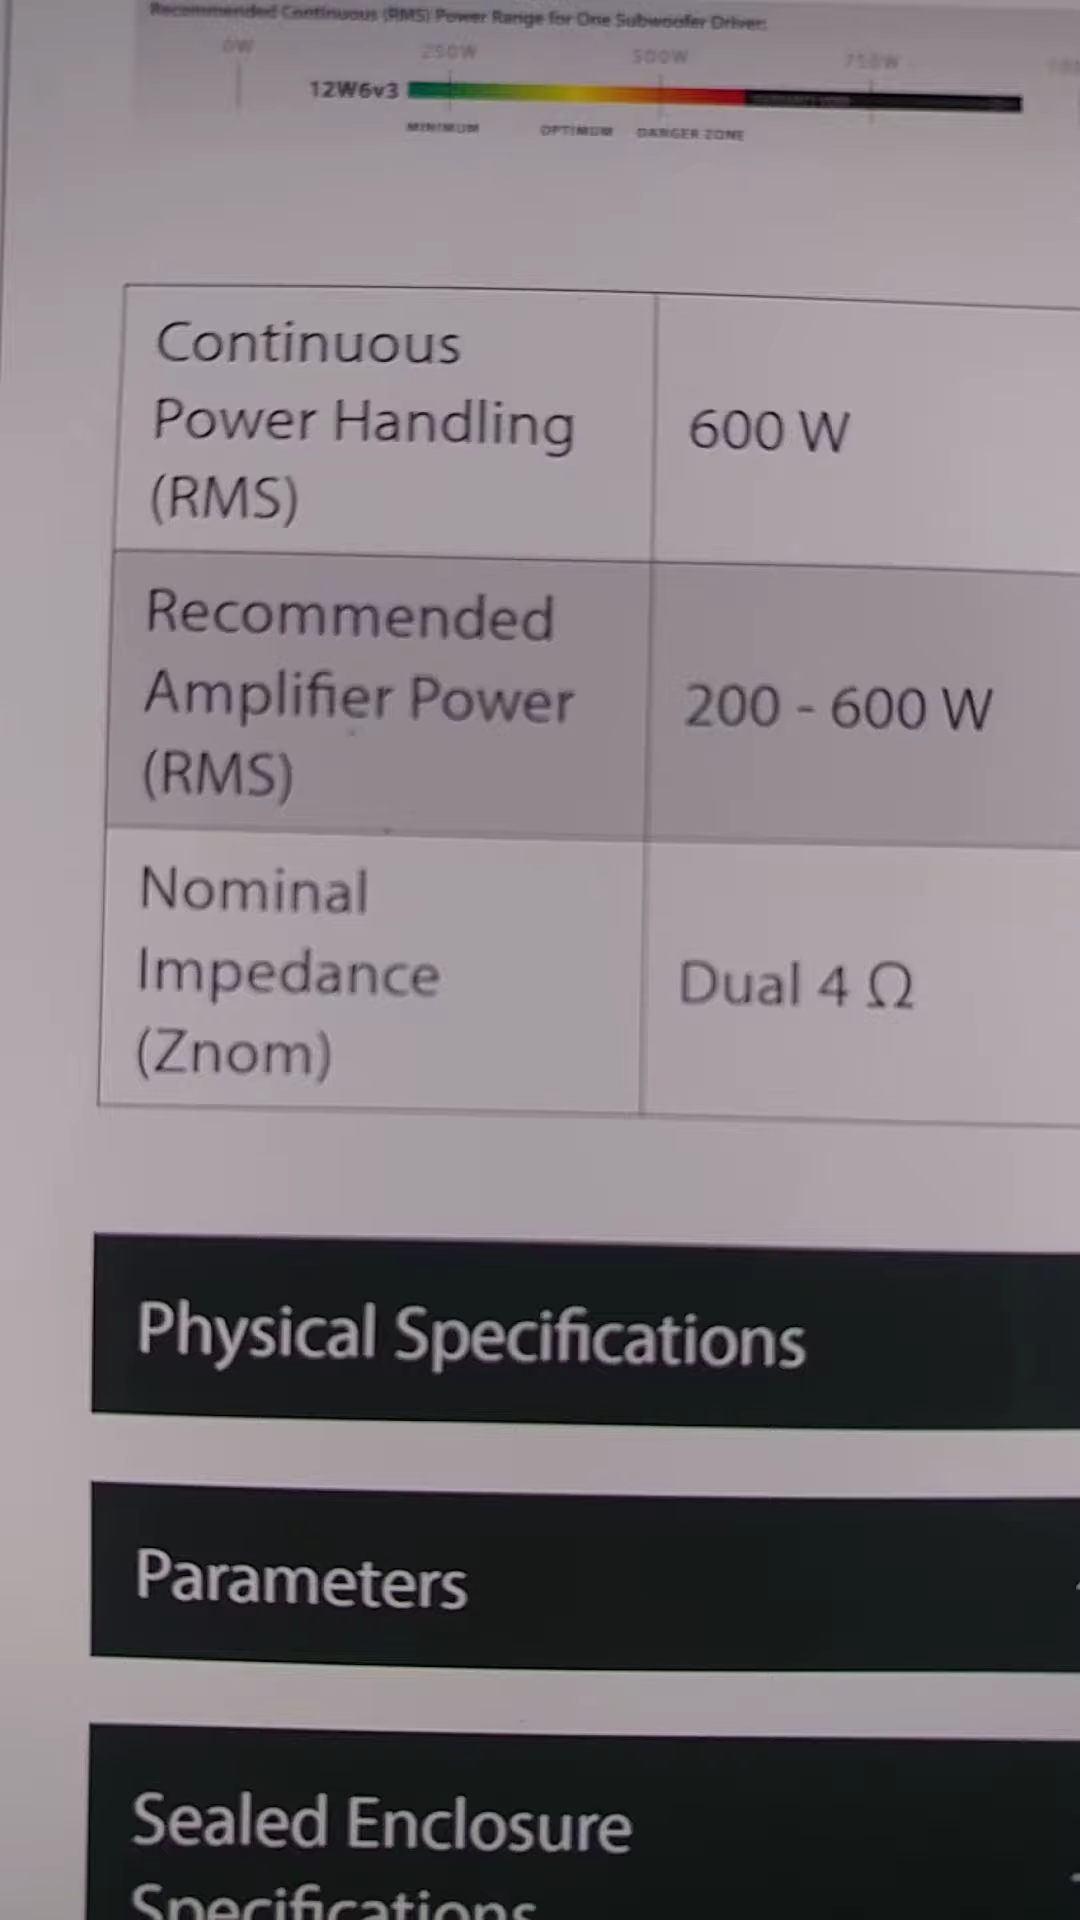 Recommended Continuous (RMS) Power Range for One Subwoofer Driver:
0W 250W 500W 750W
12W6v3
MINIMUM OPTIMUM DANGER ZONE
Continuous
Power Handling
(RMS)
600 W
Recommended
Amplifier Power
(RMS)
200 - 600 W
Nominal
Impedance
(Znom)
Dual 4 Ω
Physical Specifications
Parameters
Sealed Enclosure
Specifications